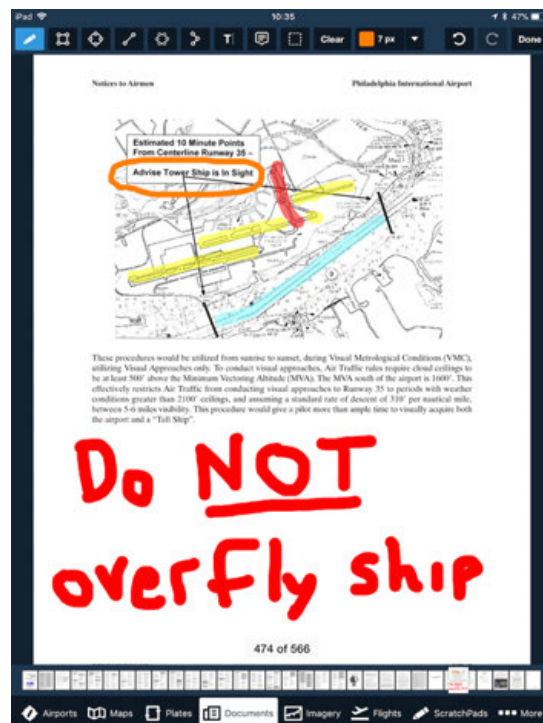 iPad
10:35
47%
T
Clear
7 px
Done
Notices to Airmen
Philadelphia International Airport
Estimated 10 Minute Points
From Centerline Runway 35 –
Advise Tower Ship is In Sight
These procedures would be utilized from sunrise to sunset, during Visual Metrological Conditions (VMC),
utilizing Visual Approaches only. To conduct visual approaches, Air Traffic rules require cloud ceilings to
be at least 500' above the Minimum Vectoring Altitude (MVA). The MVA south of the airport is 1600'. This
effectively restricts Air Traffic from conducting visual approaches to Runway 35 to periods with weather
conditions greater than 2100' ceilings, and assuming a standard rate of descent of 310' per nautical mile,
between 5-6 miles visibility. This procedure would give a pilot more than ample time to visually acquire both
the airport and a "Tall Ship".
Do NOT
overfly ship
474 of 566
Airports
Maps
Plates
Documents
Imagery
Flights
ScratchPads
More